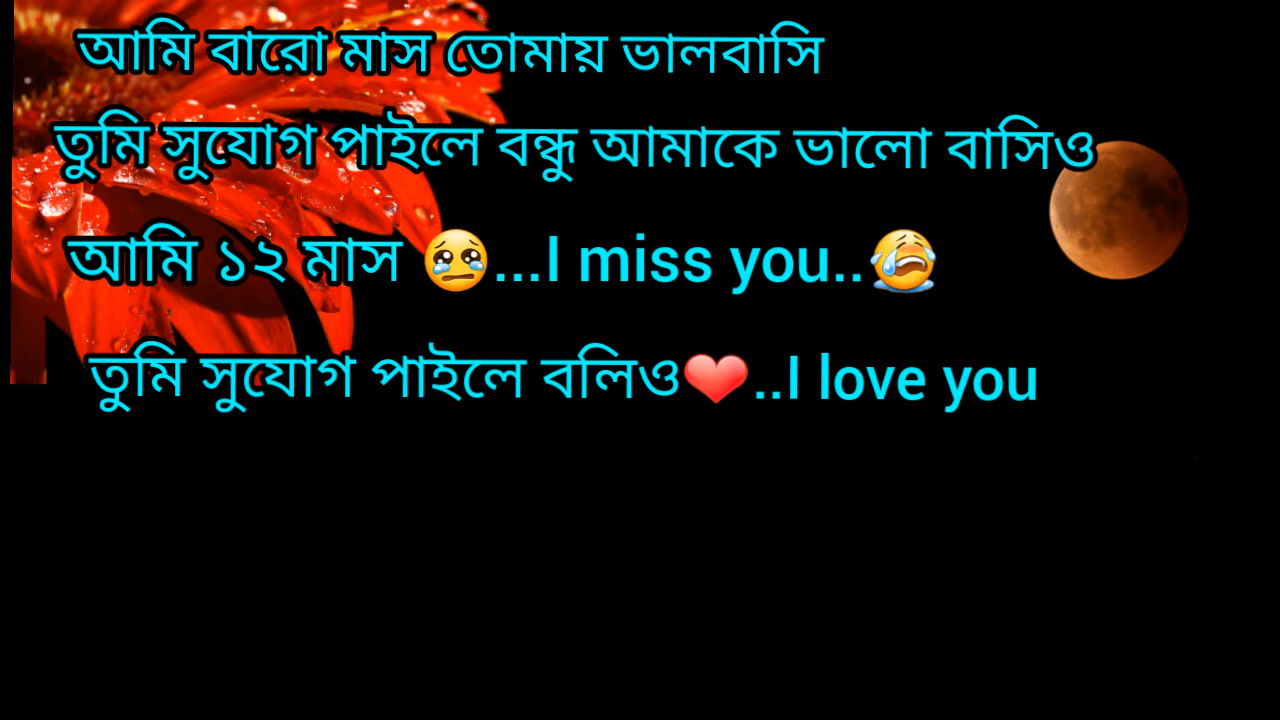 আমি বারো মাস তোমায় ভালবাসি
তুমি সুযোগ পাইলে বন্ধু আমাকে ভালো বাসিও
আমি ১২ মাস 😢...I miss you..😭
তুমি সুযোগ পাইলে বলিও❤..I love you